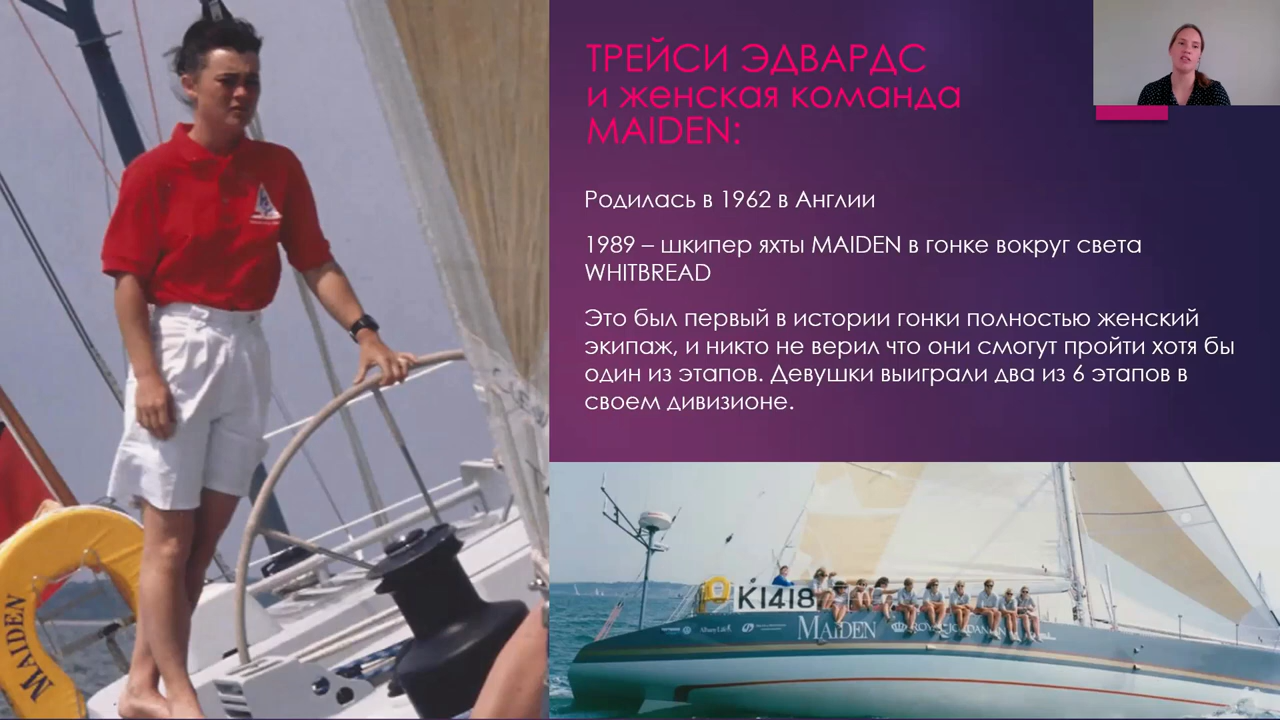 ТРЕЙСИ ЭДВАРДС
и женская команда
MAIDEN:
Родилась в 1962 в Англии
1989 – шкипер яхты MAIDEN в гонке вокруг света
WHITBREAD
Это был первый в истории гонки полностью женский
экипаж, и никто не верил что они смогут пройти хотя бы
один из этапов. Девушки выиграли два из 6 этапов в
своем дивизионе.
MAIDEN
K1418
MAIDEN
ROYAL JORDANIAN